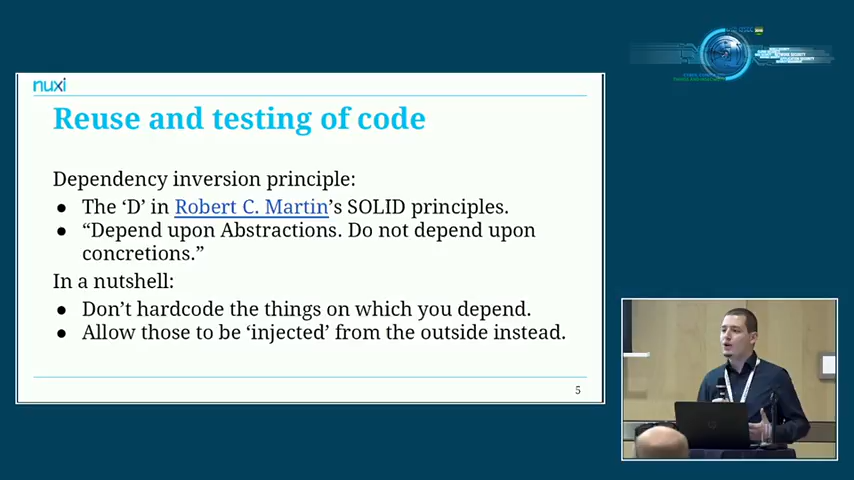 nuxi
Reuse and testing of code
Dependency inversion principle:
● The ‘D’ in Robert C. Martin’s SOLID principles.
● “Depend upon Abstractions. Do not depend upon
concretions.”
In a nutshell:
● Don’t hardcode the things on which you depend.
● Allow those to be ‘injected’ from the outside instead.
5